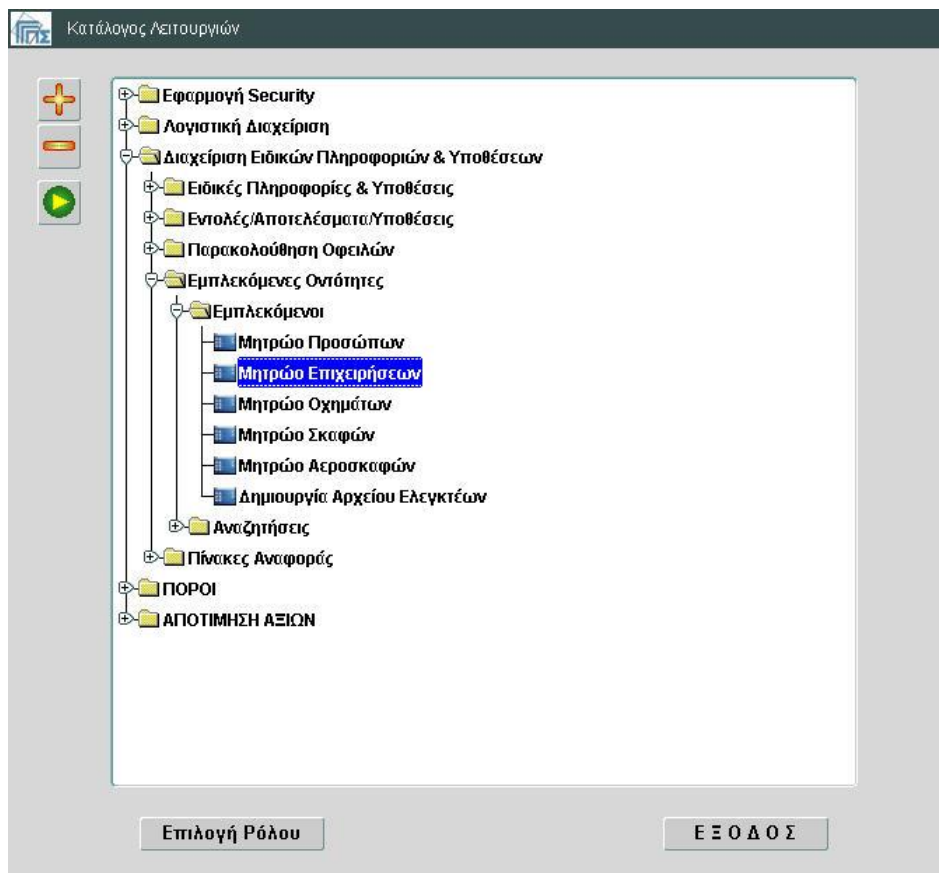 Κατάλογος Λειτουργιών
Εφαρμογή Security
Λογιστική Διαχείριση
Διαχείριση Ειδικών Πληροφοριών & Υποθέσεων
Ειδικές Πληροφορίες & Υποθέσεις
Εντολές/Αποτελέσματα/Υποθέσεις
Παρακολούθηση Οφειλών
Εμπλεκόμενες Οντότητες
Εμπλεκόμενοι
Μητρώο Προσώπων
Μητρώο Επιχειρήσεων
Μητρώο Οχημάτων
Μητρώο Σκαφών
Μητρώο Αεροσκαφών
Δημιουργία Αρχείου Ελεγκτέων
Αναζητήσεις
Πίνακες Αναφοράς
ΠΟΡΟΙ
ΑΠΟΤΙΜΗΣΗ ΑΞΙΩΝ
Επιλογή Ρόλου Ε Ξ Ο Δ Ο Σ